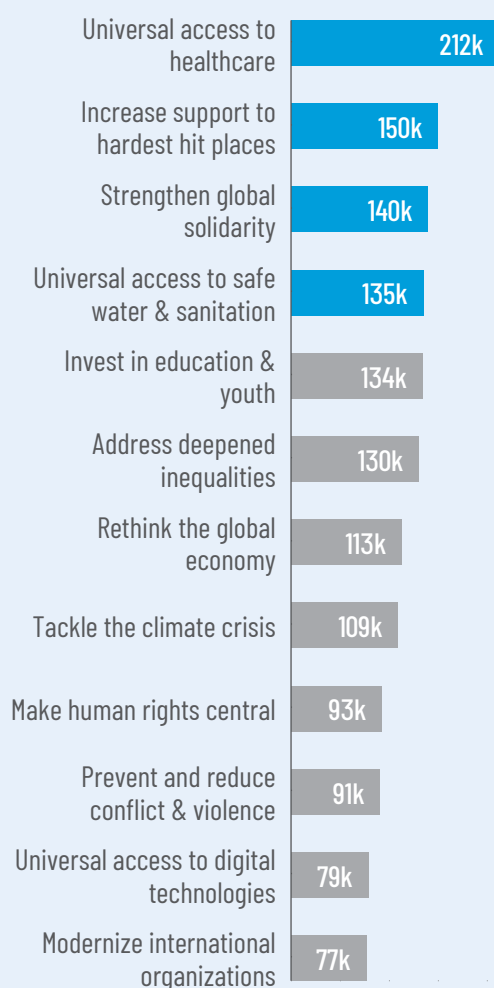 Universal access to
healthcare
212k
Increase support to
hardest hit places
150k
Strengthen global
solidarity
140k
Universal access to safe
water & sanitation
135k
Invest in education &
youth
134k
Address deepened
inequalities
130k
Rethink the global
economy
113k
Tackle the climate crisis
109k
Make human rights central
93k
Prevent and reduce
conflict & violence
91k
Universal access to digital
technologies
79k
Modernize international
organizations
77k